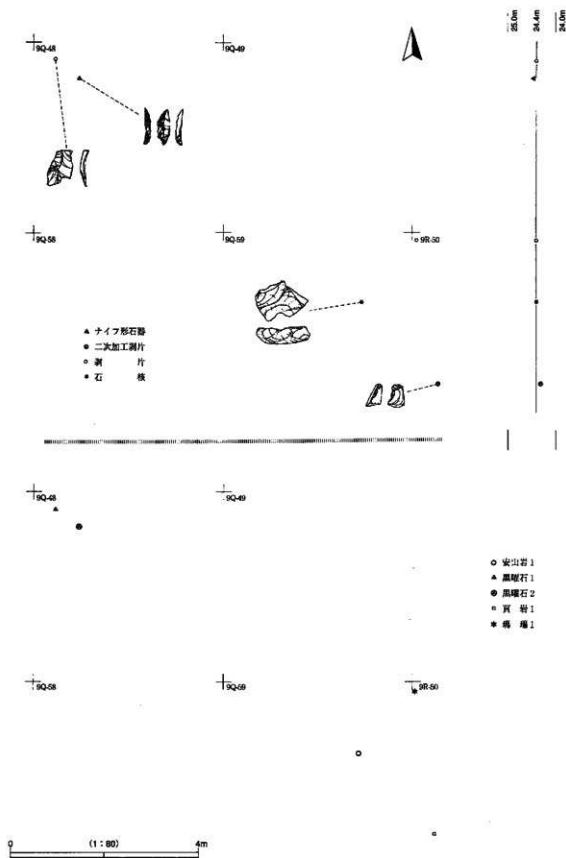 9Q-48
9Q-49
25.0m
24.4m
24.0m
9Q-58
9Q-59
9R-50
▲ ナイフ形石器
● 二次加工剥片
○ 剥 片
● 石 核
9Q-48
9Q-49
○ 安山岩1
▲ 黒曜石1
◎ 黒曜石2
□ 頁 岩1
* 瑪 瑙1
9Q-58
9Q-59
9R-50
0 (1:80) 4m